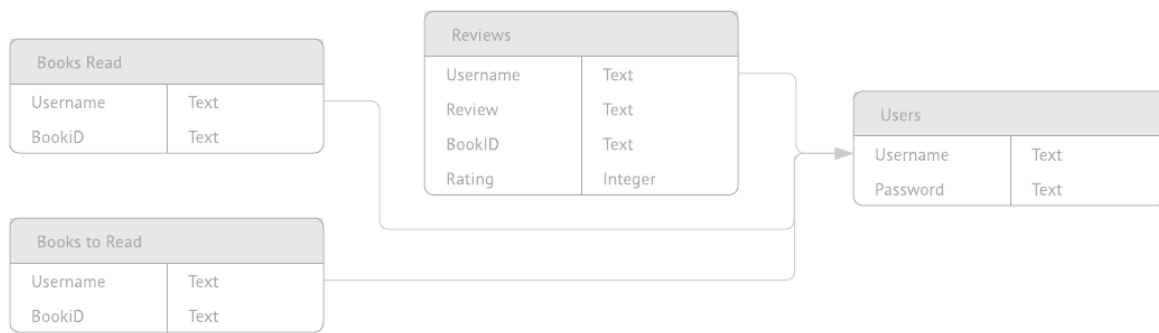 Books Read
Username Text
BookiD Text
Books to Read
Username Text
BookiD Text
Reviews
Username Text
Review Text
BookID Text
Rating Integer
Users
Username Text
Password Text